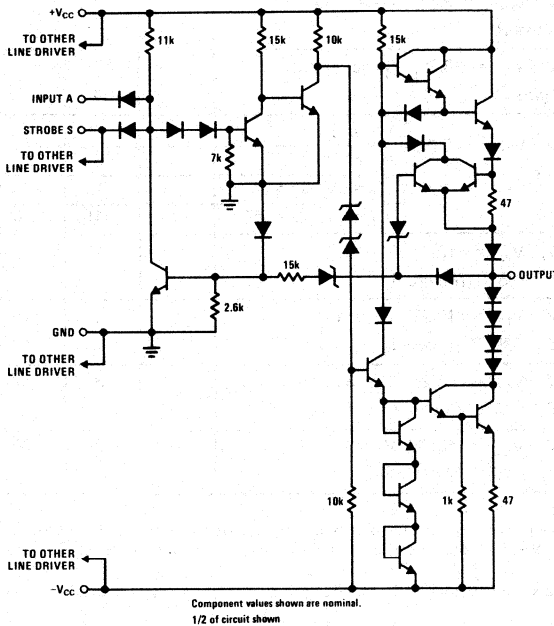 +VCC
TO OTHER
LINE DRIVER
11k
15k
10k
15k
INPUT A
STROBE S
TO OTHER
LINE DRIVER
7k
47
15k
OUTPUT
2.6k
GND
TO OTHER
LINE DRIVER
10k
1k
47
TO OTHER
LINE DRIVER
-VCC
Component values shown are nominal.
1/2 of circuit shown